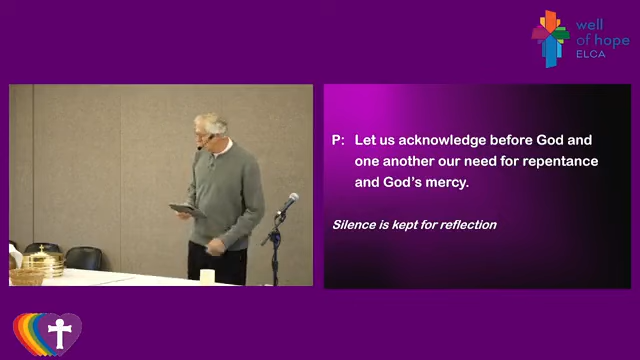 well
of hope
ELCA
P: Let us acknowledge before God and
one another our need for repentance
and God's mercy.
Silence is kept for reflection